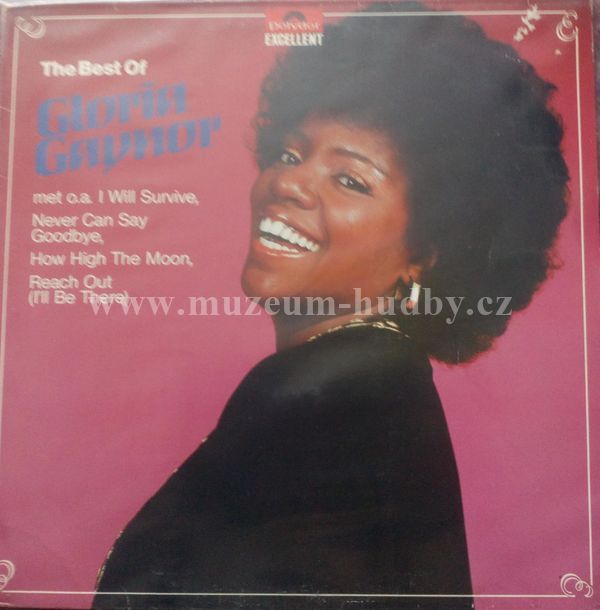 polydor
EXCELLENT
The Best Of
Gloria
Gaynor
met o.a. I Will Survive,
Never Can Say
Goodbye,
How High The Moon,
Reach Out
(I'll Be There)
www.muzeum-hudby.cz